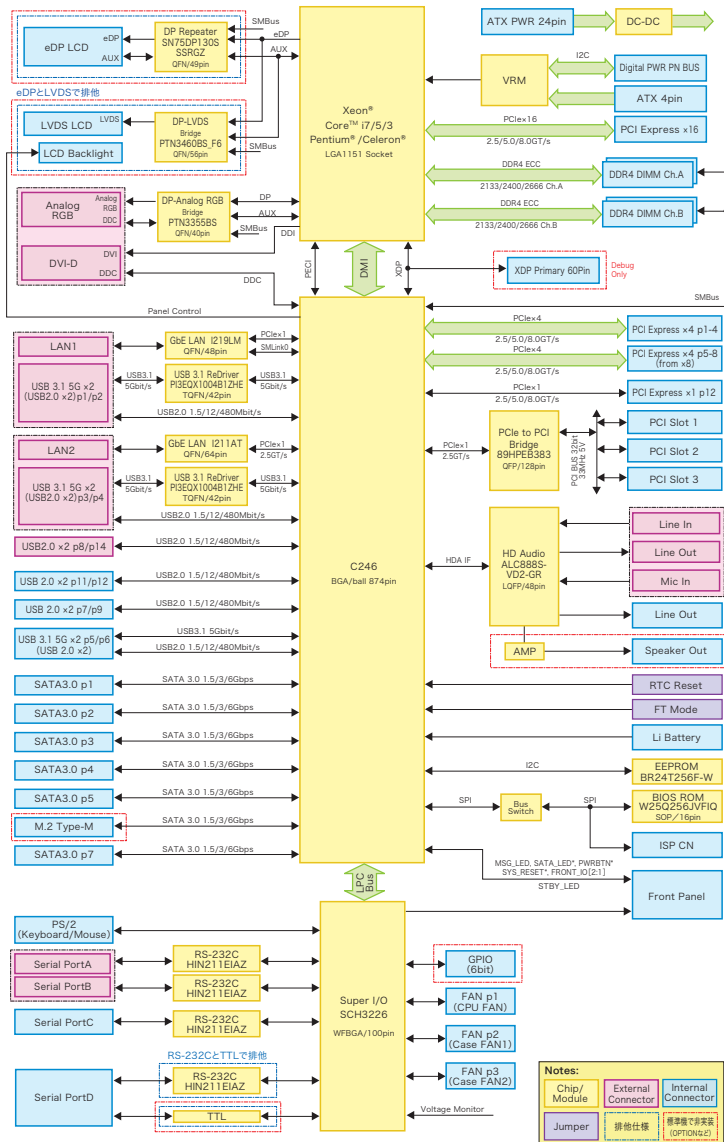 eDP LCD
eDP
AUX
DP Repeater
SN75DP130S
SSRGZ
QFN/49pin
SMBus
eDP
AUX
eDPとLVDSで排他
LVDS LCD
LVDS
LCD Backlight
DP-LVDS
Bridge
PTN3460BS_F6
QFN/56pin
SMBus
Analog
RGB
Analog
RGB
DDC
DP-Analog RGB
Bridge
PTN3355BS
QFN/40pin
DP
AUX
SMBus
DDI
DVI-D
DVI
DDC
DDC
Panel Control
Xeon®
Core™ i7/5/3
Pentium®/Celeron®
LGA1151 Socket
ATX PWR 24pin
DC-DC
VRM
I2C
Digital PWR PN BUS
ATX 4pin
PCIe×16
2.5/5.0/8.0GT/s
PCI Express ×16
DDR4 ECC
2133/2400/2666 Ch.A
DDR4 DIMM Ch.A
DDR4 ECC
2133/2400/2666 Ch.B
DDR4 DIMM Ch.B
PECI
DMI
XDP
XDP Primary 60Pin
Debug
Only
SMBus
LAN1
GbE LAN I219LM
QFN/48pin
PCIe×1
SMLink0
USB 3.1 5G ×2
(USB2.0 ×2)p1/p2
USB3.1
5Gbit/s
USB 3.1 ReDriver
PI3EQX1004B1ZHE
TQFN/42pin
USB3.1
5Gbit/s
USB2.0 1.5/12/480Mbit/s
LAN2
GbE LAN I211AT
QFN/64pin
PCIe×1
2.5GT/s
USB 3.1 5G ×2
(USB2.0 ×2)p3/p4
USB3.1
5Gbit/s
USB 3.1 ReDriver
PI3EQX1004B1ZHE
TQFN/42pin
USB3.1
5Gbit/s
USB2.0 1.5/12/480Mbit/s
USB2.0 ×2 p8/p14
USB2.0 1.5/12/480Mbit/s
USB 2.0 ×2 p11/p12
USB2.0 1.5/12/480Mbit/s
USB 2.0 ×2 p7/p9
USB2.0 1.5/12/480Mbit/s
USB 3.1 5G ×2 p5/p6
(USB2.0 ×2)
USB3.1 5Gbit/s
USB2.0 1.5/12/480Mbit/s
SATA3.0 p1
SATA 3.0 1.5/3/6Gbps
SATA3.0 p2
SATA 3.0 1.5/3/6Gbps
SATA3.0 p3
SATA 3.0 1.5/3/6Gbps
SATA3.0 p4
SATA 3.0 1.5/3/6Gbps
SATA3.0 p5
SATA 3.0 1.5/3/6Gbps
M.2 Type-M
SATA 3.0 1.5/3/6Gbps
SATA3.0 p7
SATA 3.0 1.5/3/6Gbps
C246
BGA/ball 874pin
PCIe×4
2.5/5.0/8.0GT/s
PCI Express ×4 p1-4
PCIe×4
2.5/5.0/8.0GT/s
PCI Express ×4 p5-8
(from ×8)
PCIe×1
2.5/5.0/8.0GT/s
PCI Express ×1 p12
PCIe×1
2.5GT/s
PCIe to PCI
Bridge
89HPEB383
QFP/128pin
PCI BUS 32bit
33MHz 5V
PCI Slot 1
PCI Slot 2
PCI Slot 3
HDA IF
HD Audio
ALC888S-
VD2-GR
LQFP/48pin
Line In
Line Out
Mic In
Line Out
AMP
Speaker Out
RTC Reset
FT Mode
Li Battery
I2C
EEPROM
BR24T256F-W
SPI
Bus
Switch
SPI
BIOS ROM
W25Q256JVFIQ
SOP／16pin
ISP CN
MSG_LED, SATA_LED*, PWRBTN*
SYS_RESET*, FRONT_IO[2:1]
STBY_LED
Front Panel
LPC
Bus
PS/2
(Keyboard/Mouse)
Serial PortA
RS-232C
HIN211EIAZ
Serial PortB
RS-232C
HIN211EIAZ
Serial PortC
RS-232C
HIN211EIAZ
RS-232CとTTLで排他
Serial PortD
RS-232C
HIN211EIAZ
TTL
Super I/O
SCH3226
WFBGA/100pin
GPIO
(6bit)
FAN p1
(CPU FAN)
FAN p2
(Case FAN1)
FAN p3
(Case FAN2)
Voltage Monitor
Notes:
Chip/
Module
External
Connector
Internal
Connector
Jumper
排他仕様
標準機で非実装
(OPTIONなど)